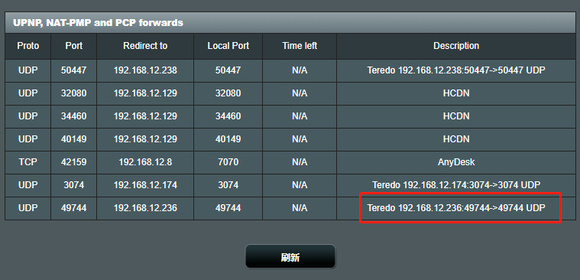 UPNP, NAT-PMP and PCP forwards
Proto Port Redirect to Local Port Time left Description
UDP 50447 192.168.12.238 50447 N/A Teredo 192.168.12.238:50447->50447 UDP
UDP 32080 192.168.12.129 32080 N/A HCDN
UDP 34460 192.168.12.129 34460 N/A HCDN
UDP 40149 192.168.12.129 40149 N/A HCDN
TCP 42159 192.168.12.8 7070 N/A AnyDesk
UDP 3074 192.168.12.174 3074 N/A Teredo 192.168.12.174:3074->3074 UDP
UDP 49744 192.168.12.236 49744 N/A Teredo 192.168.12.236:49744->49744 UDP
刷新